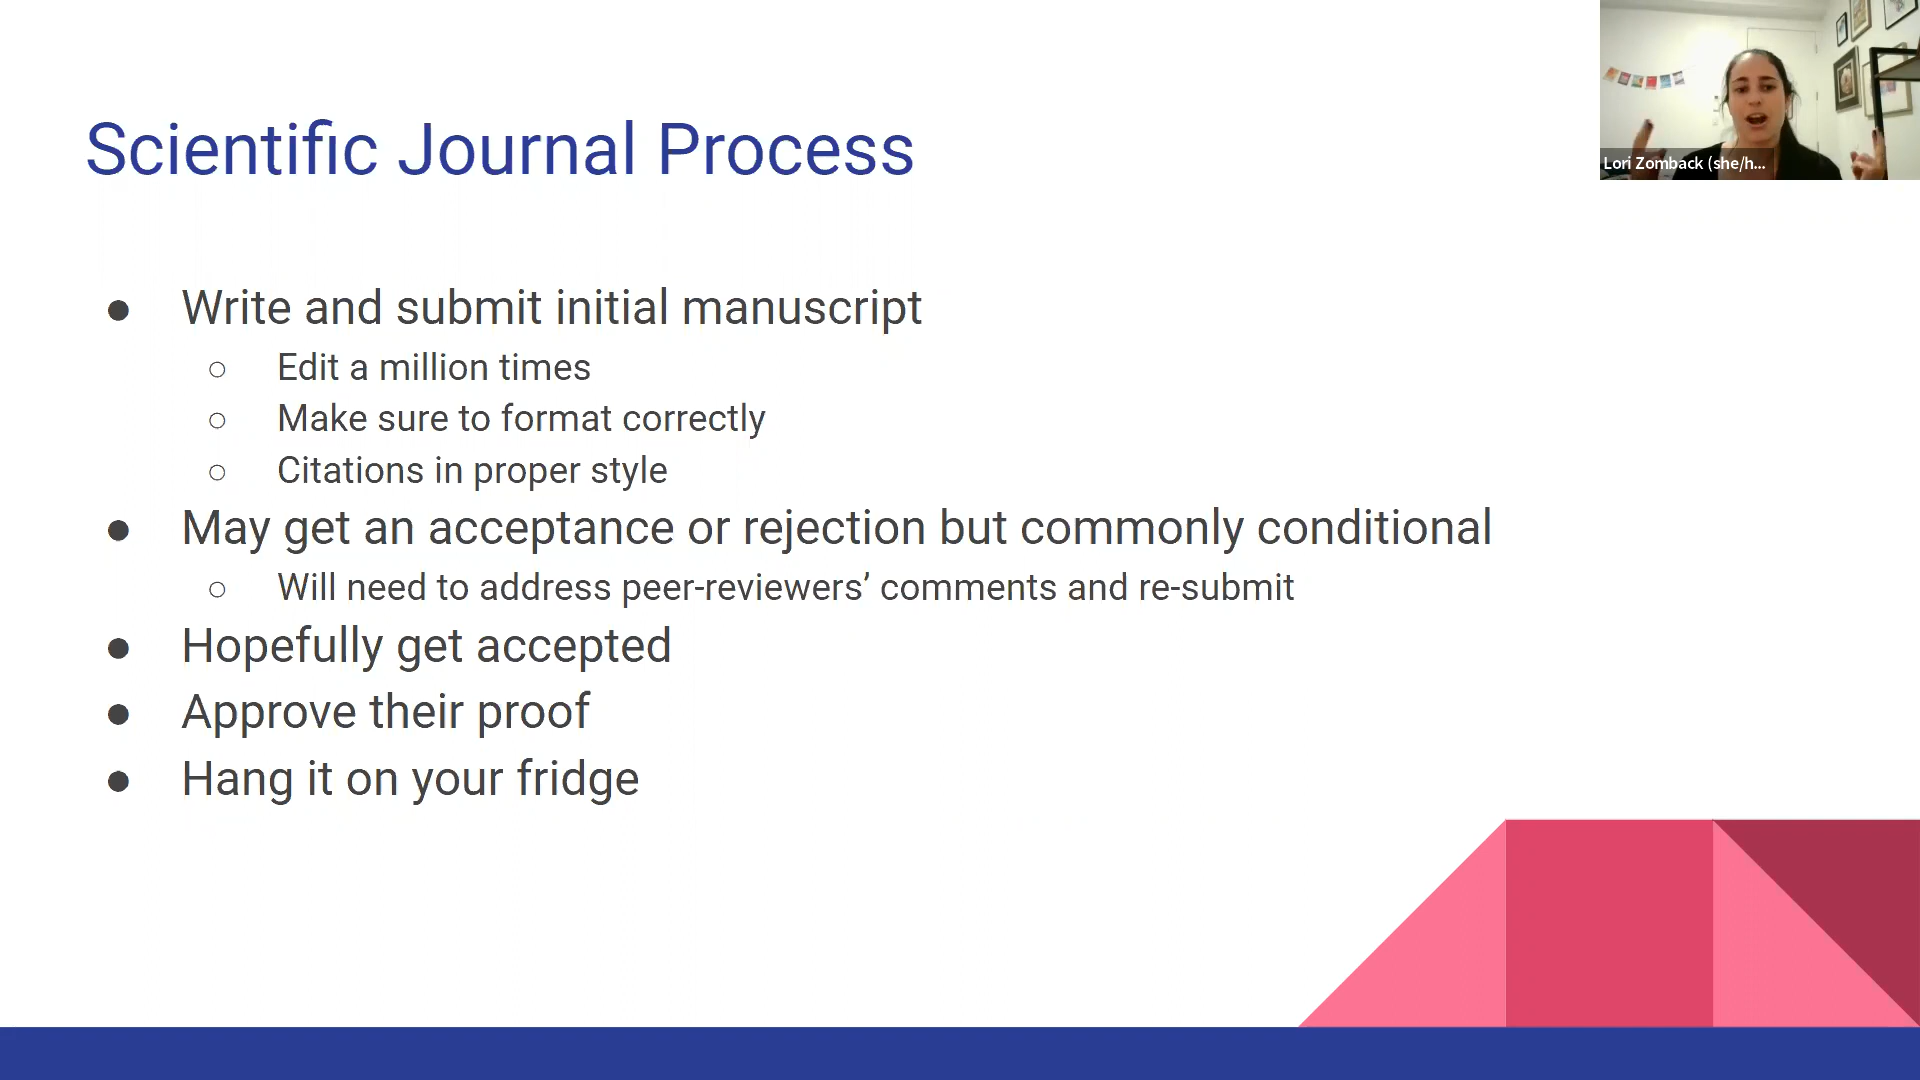 Scientific Journal Process
Lori Zomback (she/h...
● Write and submit initial manuscript
○ Edit a million times
○ Make sure to format correctly
○ Citations in proper style
● May get an acceptance or rejection but commonly conditional
○ Will need to address peer-reviewers’ comments and re-submit
● Hopefully get accepted
● Approve their proof
● Hang it on your fridge